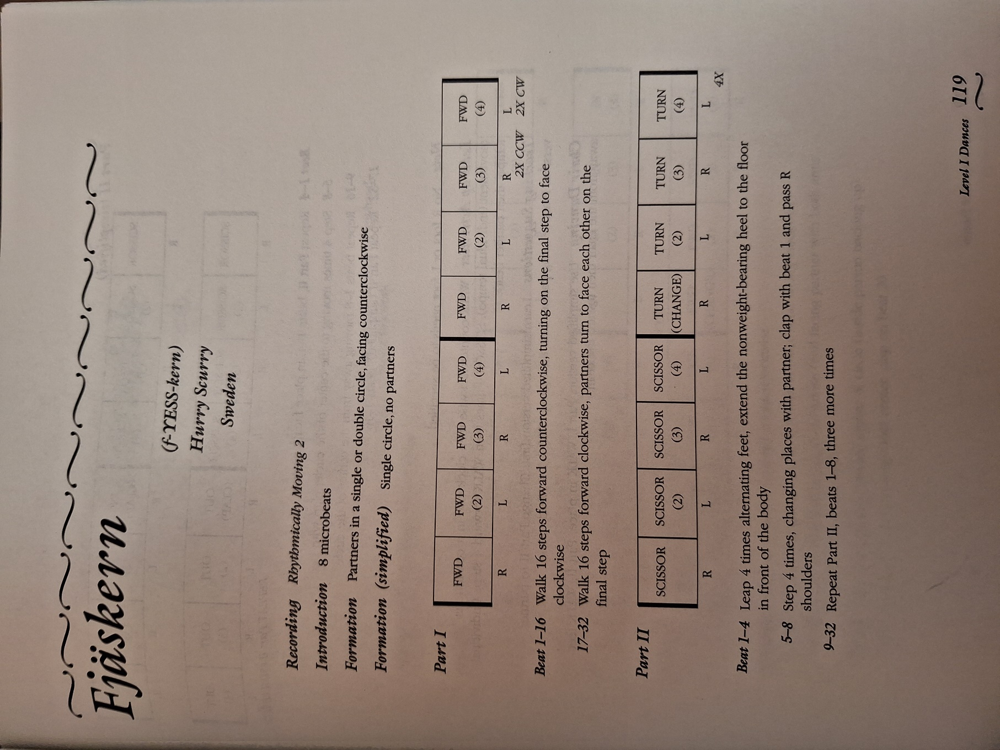 Fjäskern
(f-YESS-kern)
Hurry Scurry
Sweden
Recording Rhythmically Moving 2
Introduction 8 microbeats
Formation Partners in a single or double circle, facing counterclockwise
Formation (simplified) Single circle, no partners
Part I
FWD FWD FWD FWD FWD FWD FWD FWD
(2) (3) (4) (2) (3) (4)
R L R L R L R L
2X CCW 2X CW
Beat 1–16 Walk 16 steps forward counterclockwise, turning on the final step to face
clockwise
17–32 Walk 16 steps forward clockwise, partners turn to face each other on the
final step
Part II
SCISSOR SCISSOR SCISSOR SCISSOR TURN TURN TURN TURN
(2) (3) (4) (CHANGE) (2) (3) (4)
R L R L R L R L
4X
Beat 1–4 Leap 4 times alternating feet, extend the nonweight-bearing heel to the floor
in front of the body
5–8 Step 4 times, changing places with partner; clap with beat 1 and pass R
shoulders
9–32 Repeat Part II, beats 1–8, three more times
Level I Dances 119